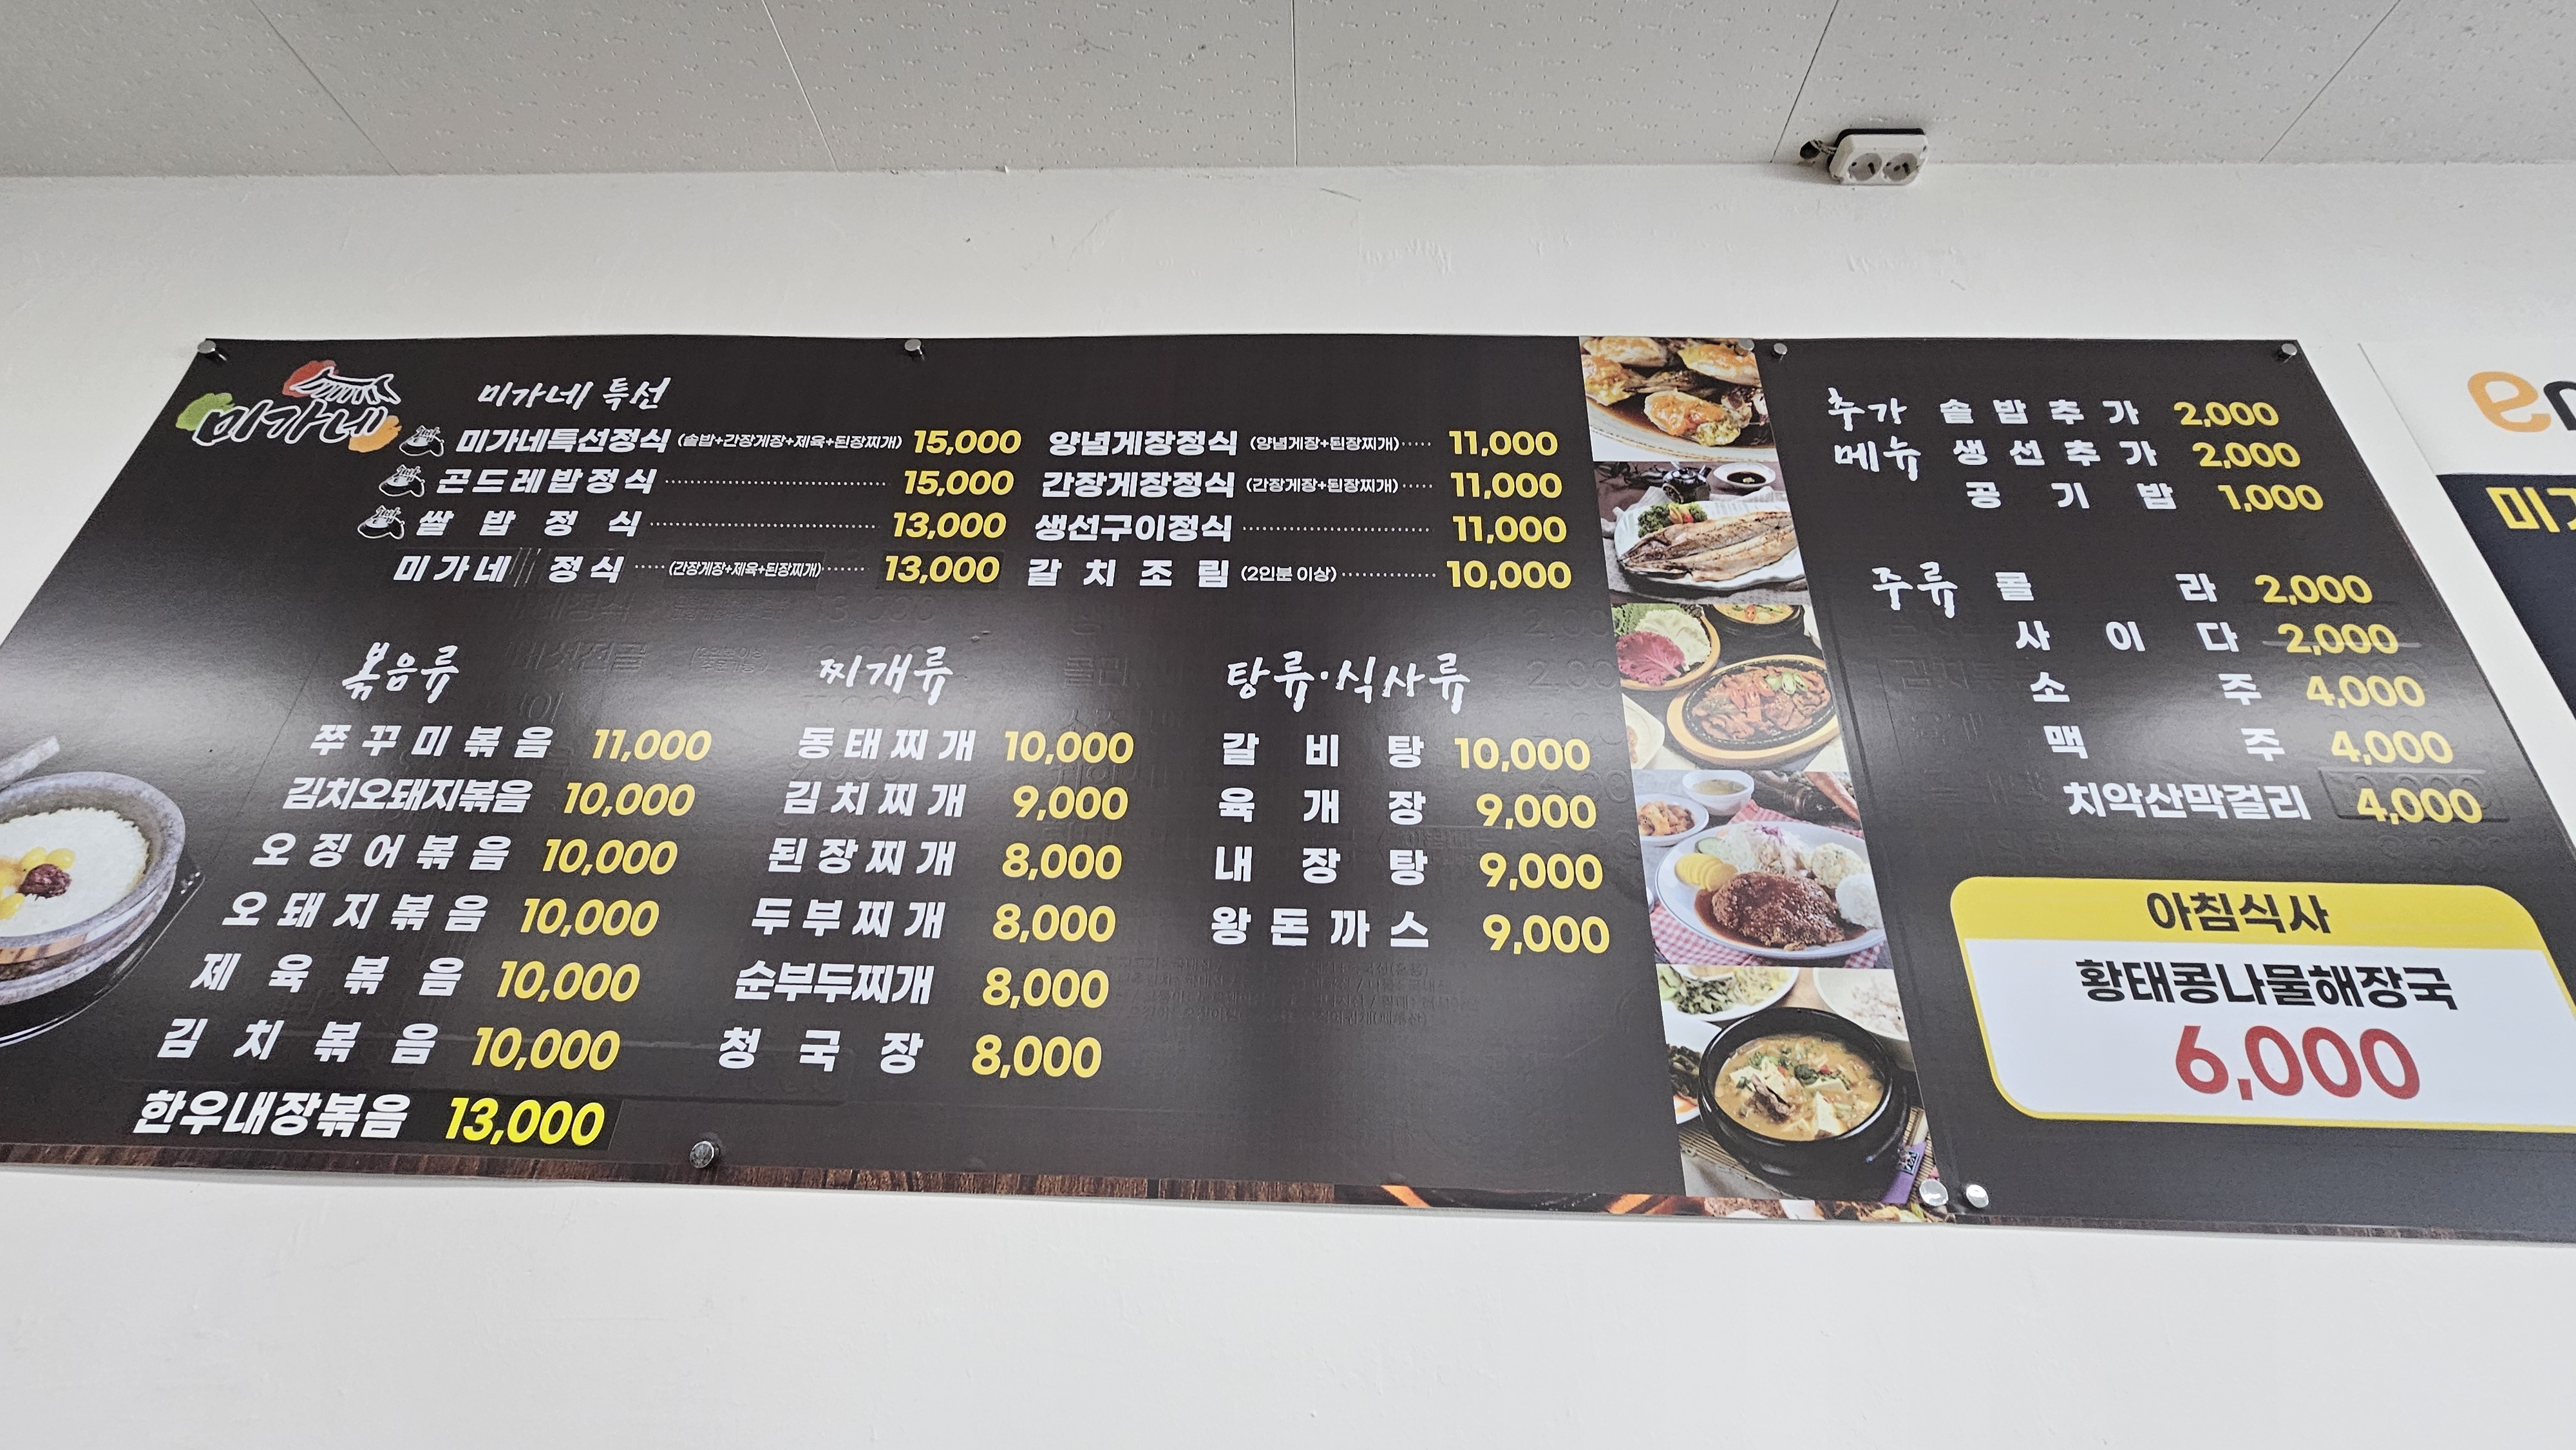 미가네
미가네 특선
미가네특선정식 (솥밥+간장게장+제육+된장찌개) 15,000
곤드레밥정식 15,000
쌀밥정식 13,000
미가네 정식 (간장게장+제육+된장찌개) 13,000
양념게장정식 (양념게장+된장찌개) 11,000
간장게장정식 (간장게장+된장찌개) 11,000
생선구이정식 11,000
갈치조림 (2인분 이상) 10,000
볶음류
쭈꾸미볶음 11,000
김치오돼지볶음 10,000
오징어볶음 10,000
오돼지볶음 10,000
제육볶음 10,000
김치볶음 10,000
한우내장볶음 13,000
찌개류
동태찌개 10,000
김치찌개 9,000
된장찌개 8,000
두부찌개 8,000
순부두찌개 8,000
청국장 8,000
탕류·식사류
갈비탕 10,000
육개장 9,000
내장탕 9,000
왕돈까스 9,000
추가메뉴
솥밥추가 2,000
생선추가 2,000
공기밥 1,000
주류
콜라 2,000
사이다 2,000
소주 4,000
맥주 4,000
치악산막걸리 4,000
아침식사
황태콩나물해장국
6,000